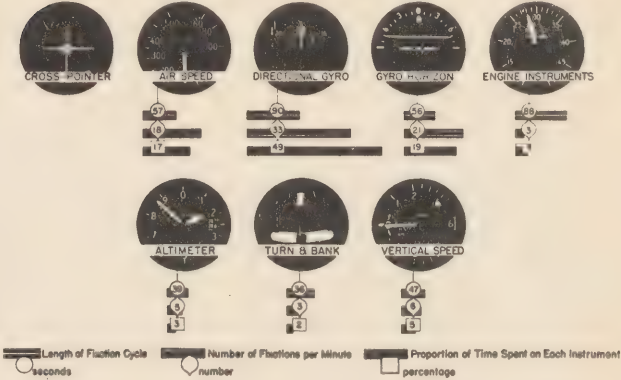 CROSS-POINTER
AIR SPEED
DIRECTIONAL GYRO
GYRO HORIZON
ENGINE INSTRUMENTS
57
90
56
88
18
33
21
3
17
49
19
ALTIMETER
TURN & BANK
VERTICAL SPEED
36
47
5
3
6
3
2
5
Length of Fixation Cycle
Number of Fixations per Minute
Proportion of Time Spent on Each Instrument
seconds
number
percentage